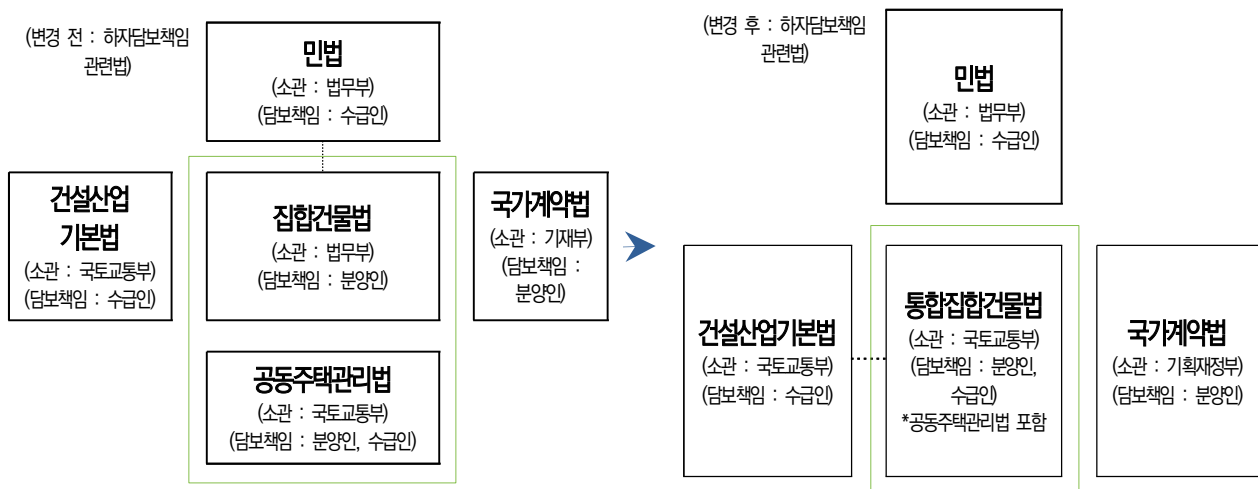 (변경 전 : 하자담보책임
관련법)
민법
(소관 : 법무부)
(담보책임 : 수급인)
건설산업
기본법
(소관 : 국토교통부)
(담보책임 : 수급인)
집합건물법
(소관 : 법무부)
(담보책임 : 분양인)
국가계약법
(소관 : 기재부)
(담보책임 :
분양인)
공동주택관리법
(소관 : 국토교통부)
(담보책임 : 분양인, 수급인)
(변경 후 : 하자담보책임
관련법)
민법
(소관 : 법무부)
(담보책임 : 수급인)
건설산업기본법
(소관 : 국토교통부)
(담보책임 : 수급인)
통합집합건물법
(소관 : 국토교통부)
(담보책임 : 분양인,
수급인)
*공동주택관리법 포함
국가계약법
(소관 : 기획재정부)
(담보책임 : 분양인)